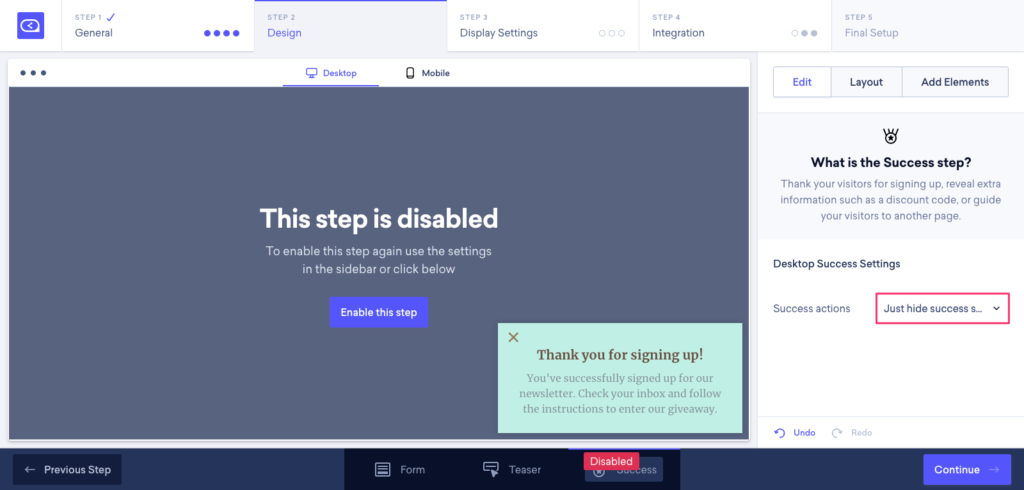 STEP 1
General
STEP 2
Design
STEP 3
Display Settings
STEP 4
Integration
STEP 5
Final Setup
Desktop
Mobile
Edit
Layout
Add Elements
What is the Success step?
Thank your visitors for signing up, reveal extra
information such as a discount code, or guide
your visitors to another page.
This step is disabled
To enable this step again use the settings
in the sidebar or click below
Enable this step
Desktop Success Settings
Success actions
Just hide success s...
Thank you for signing up!
You've successfully signed up for our
newsletter. Check your inbox and follow
the instructions to enter our giveaway.
Undo
Redo
Previous Step
Form
Teaser
Disabled
Success
Continue